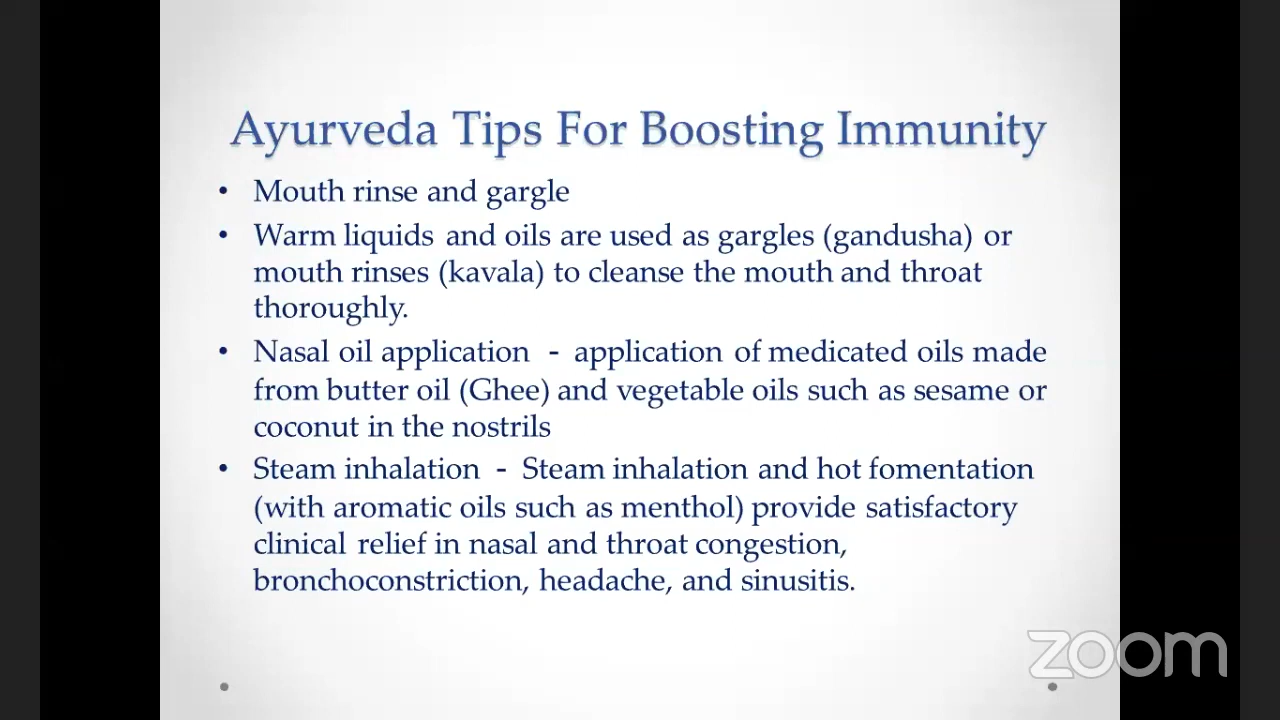 Ayurveda Tips For Boosting Immunity
• Mouth rinse and gargle
• Warm liquids and oils are used as gargles (gandusha) or
mouth rinses (kavala) to cleanse the mouth and throat
thoroughly.
• Nasal oil application - application of medicated oils made
from butter oil (Ghee) and vegetable oils such as sesame or
coconut in the nostrils
• Steam inhalation - Steam inhalation and hot fomentation
(with aromatic oils such as menthol) provide satisfactory
clinical relief in nasal and throat congestion,
bronchoconstriction, headache, and sinusitis.
zoom